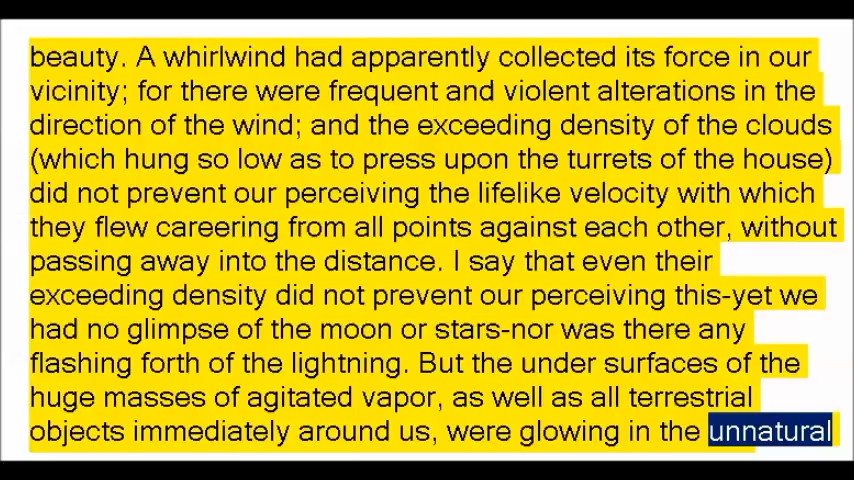 beauty. A whirlwind had apparently collected its force in our
vicinity; for there were frequent and violent alterations in the
direction of the wind; and the exceeding density of the clouds
(which hung so low as to press upon the turrets of the house)
did not prevent our perceiving the lifelike velocity with which
they flew careering from all points against each other, without
passing away into the distance. I say that even their
exceeding density did not prevent our perceiving this-yet we
had no glimpse of the moon or stars-nor was there any
flashing forth of the lightning. But the under surfaces of the
huge masses of agitated vapor, as well as all terrestrial
objects immediately around us, were glowing in the unnatural